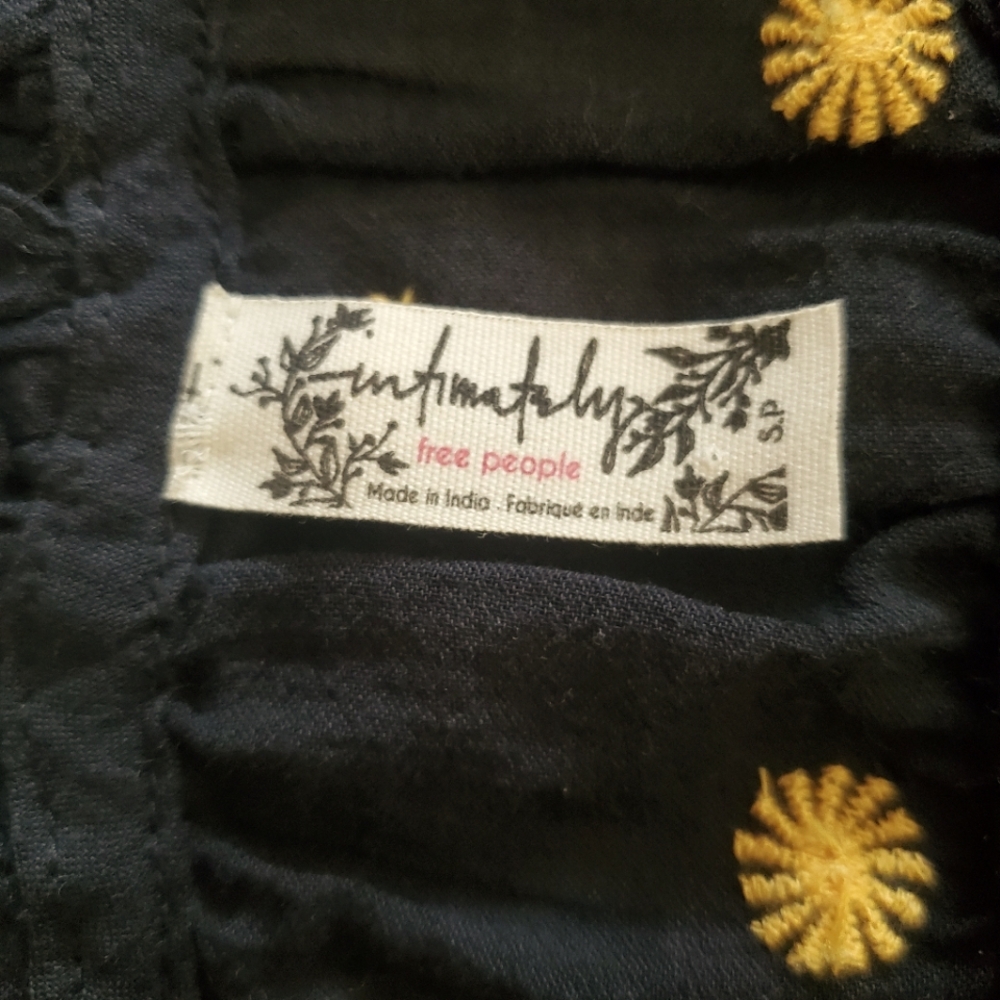 intimately
free people
Made in India . Fabriqué en Inde
S.P